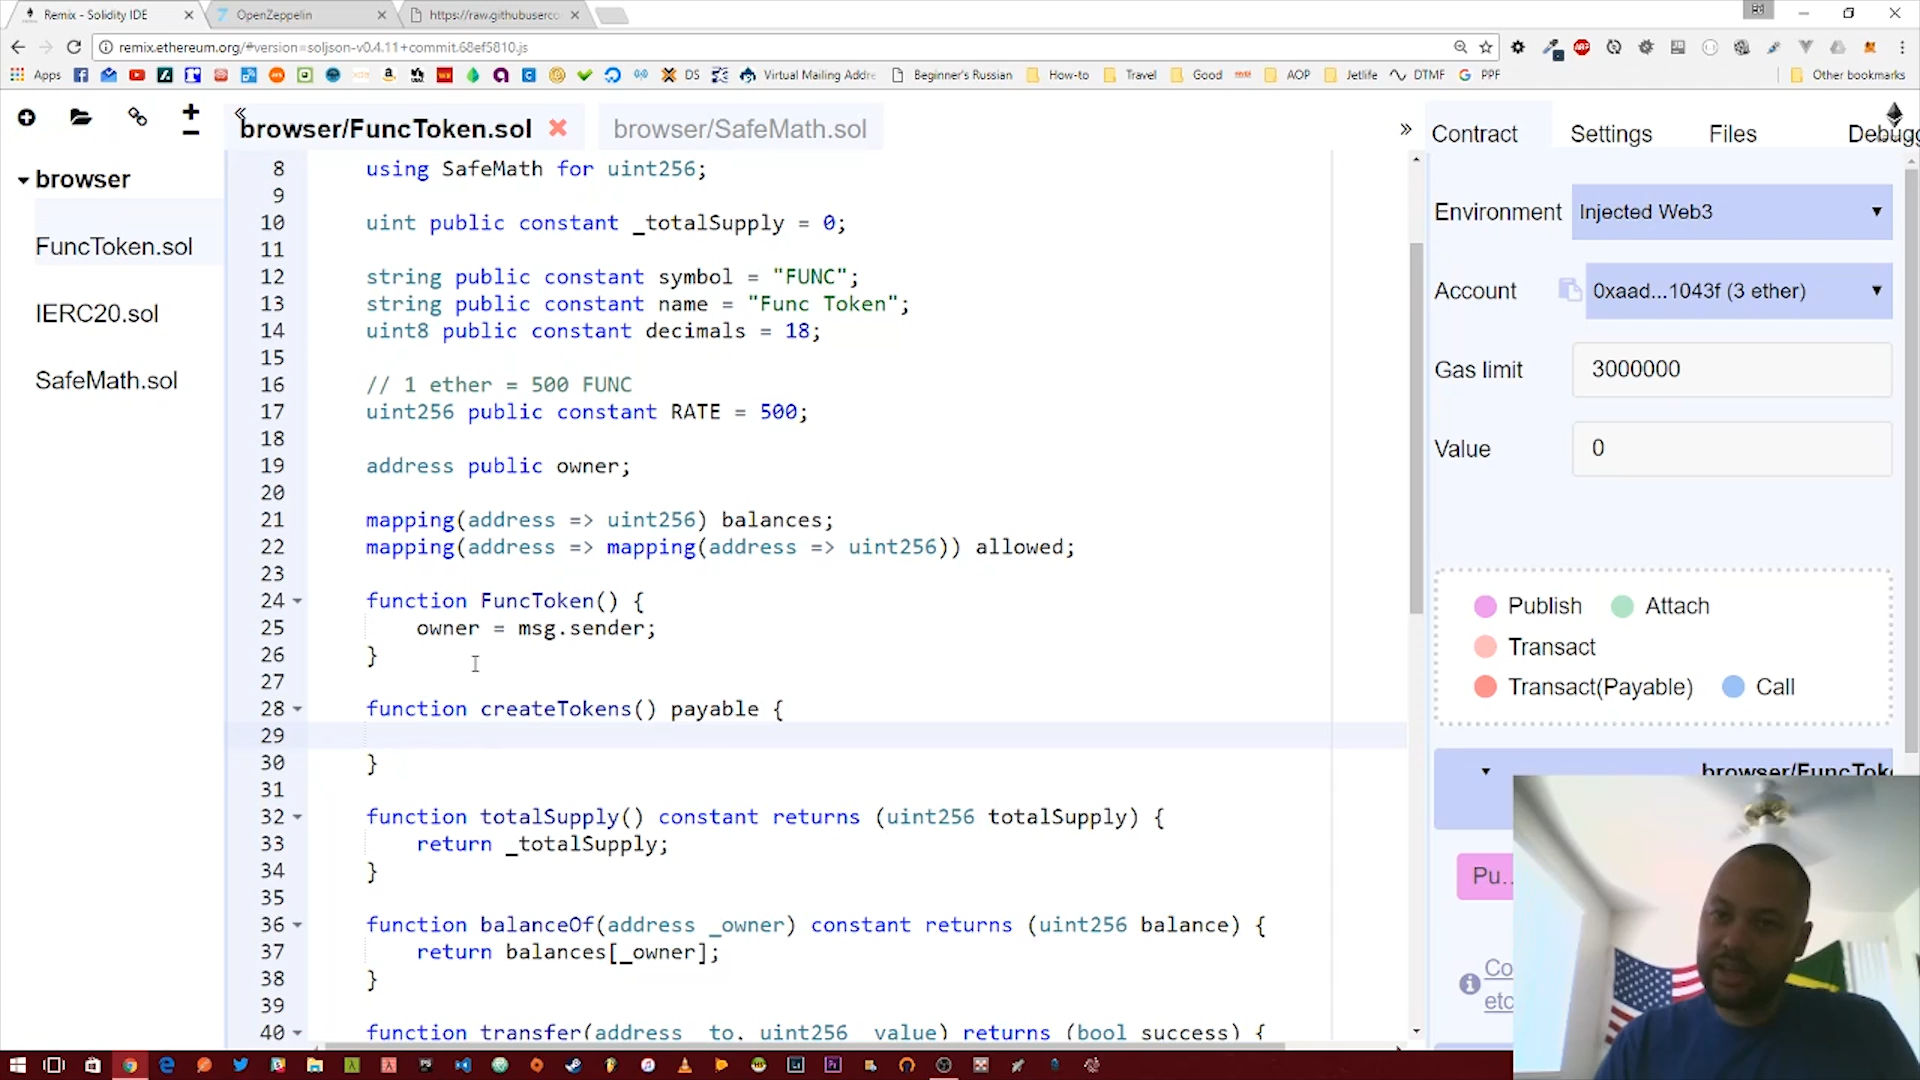 Remix - Solidity IDE
OpenZeppelin
https://raw.githubuserco
remix.ethereum.org/#version=soljson-v0.4.11+commit.68ef5810.js
Apps
DS
Virtual Mailing Addre
Beginner's Russian
How-to
Travel
Good
AOP
Jetlife
DTMF
PPF
Other bookmarks
browser/FuncToken.sol
browser/SafeMath.sol
Contract
Settings
Files
Debugg
browser
FuncToken.sol
IERC20.sol
SafeMath.sol
8 using SafeMath for uint256;
9
10 uint public constant _totalSupply = 0;
11
12 string public constant symbol = "FUNC";
13 string public constant name = "Func Token";
14 uint8 public constant decimals = 18;
15
16 // 1 ether = 500 FUNC
17 uint256 public constant RATE = 500;
18
19 address public owner;
20
21 mapping(address => uint256) balances;
22 mapping(address => mapping(address => uint256)) allowed;
23
24 function FuncToken() {
25 owner = msg.sender;
26 }
27
28 function createTokens() payable {
29
30 }
31
32 function totalSupply() constant returns (uint256 totalSupply) {
33 return _totalSupply;
34 }
35
36 function balanceOf(address _owner) constant returns (uint256 balance) {
37 return balances[_owner];
38 }
39
40 function transfer(address _to, uint256 _value) returns (bool success) {
Environment
Injected Web3
Account
0xaad...1043f (3 ether)
Gas limit
3000000
Value
0
Publish
Attach
Transact
Transact(Payable)
Call
browser/FuncTok
Pu...
Co
etc